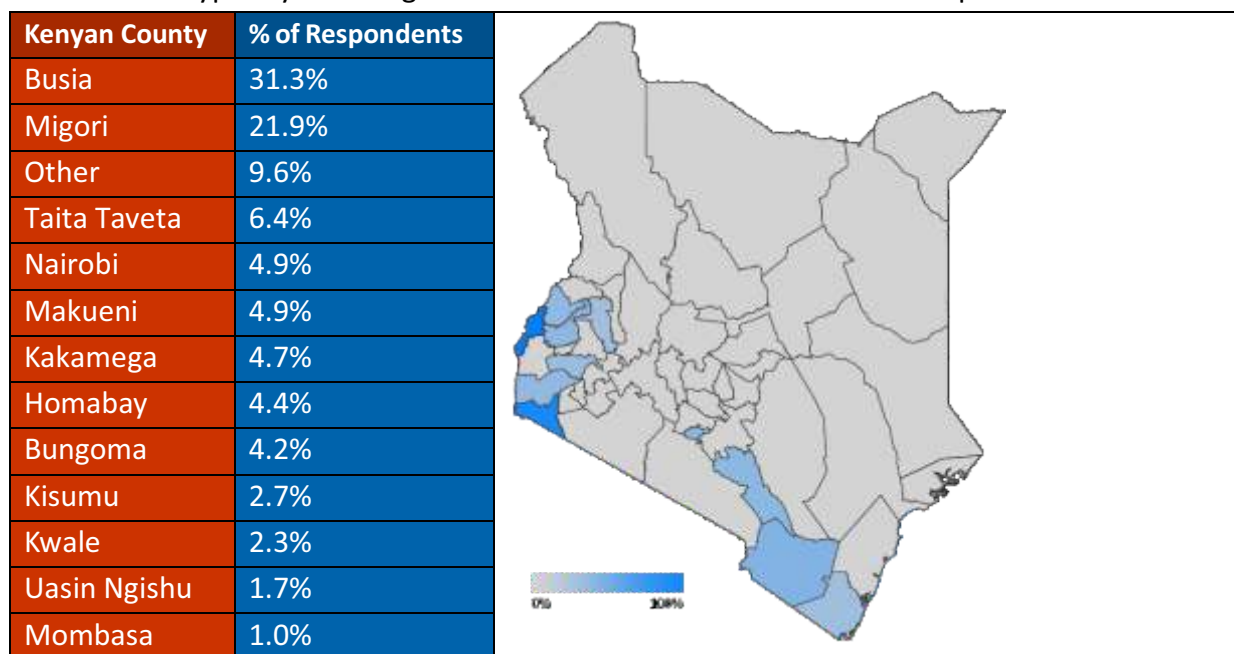 Kenyan County % of Respondents
Busia 31.3%
Migori 21.9%
Other 9.6%
Taita Taveta 6.4%
Nairobi 4.9%
Makueni 4.9%
Kakamega 4.7%
Homabay 4.4%
Bungoma 4.2%
Kisumu 2.7%
Kwale 2.3%
Uasin Ngishu 1.7%
Mombasa 1.0%
0% 100%